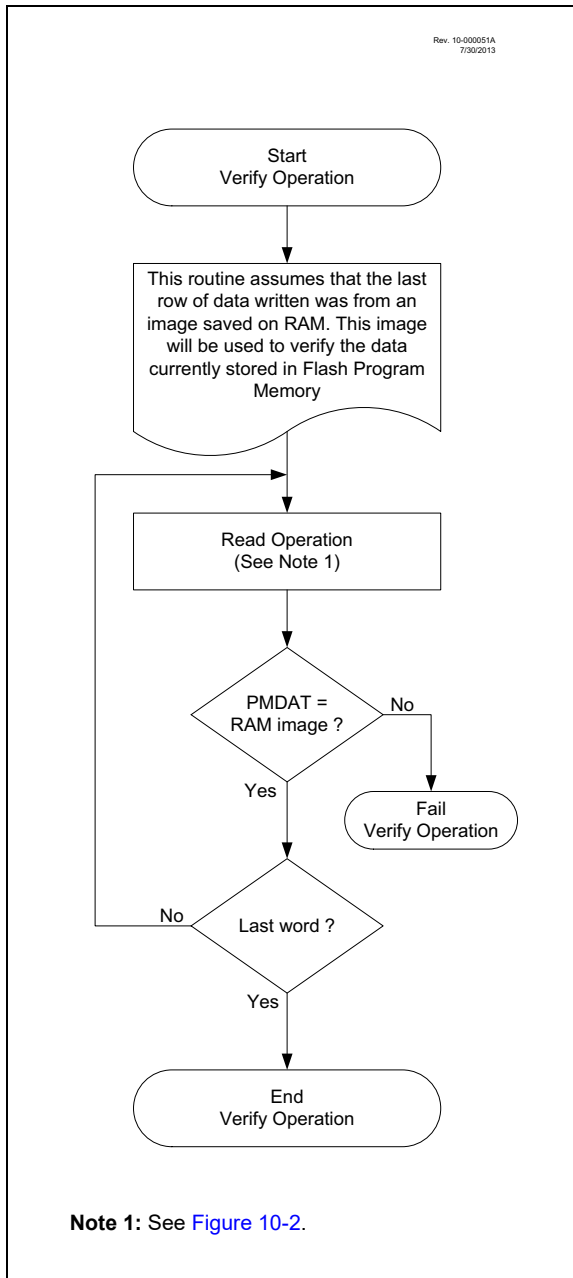 Rev. 10-000051A
7/30/2013
Start
Verify Operation
This routine assumes that the last
row of data written was from an
image saved on RAM. This image
will be used to verify the data
currently stored in Flash Program
Memory
Read Operation
(See Note 1)
PMDAT =
RAM image ?
No
Yes
Fail
Verify Operation
No
Last word ?
Yes
End
Verify Operation
Note 1: See Figure 10-2.